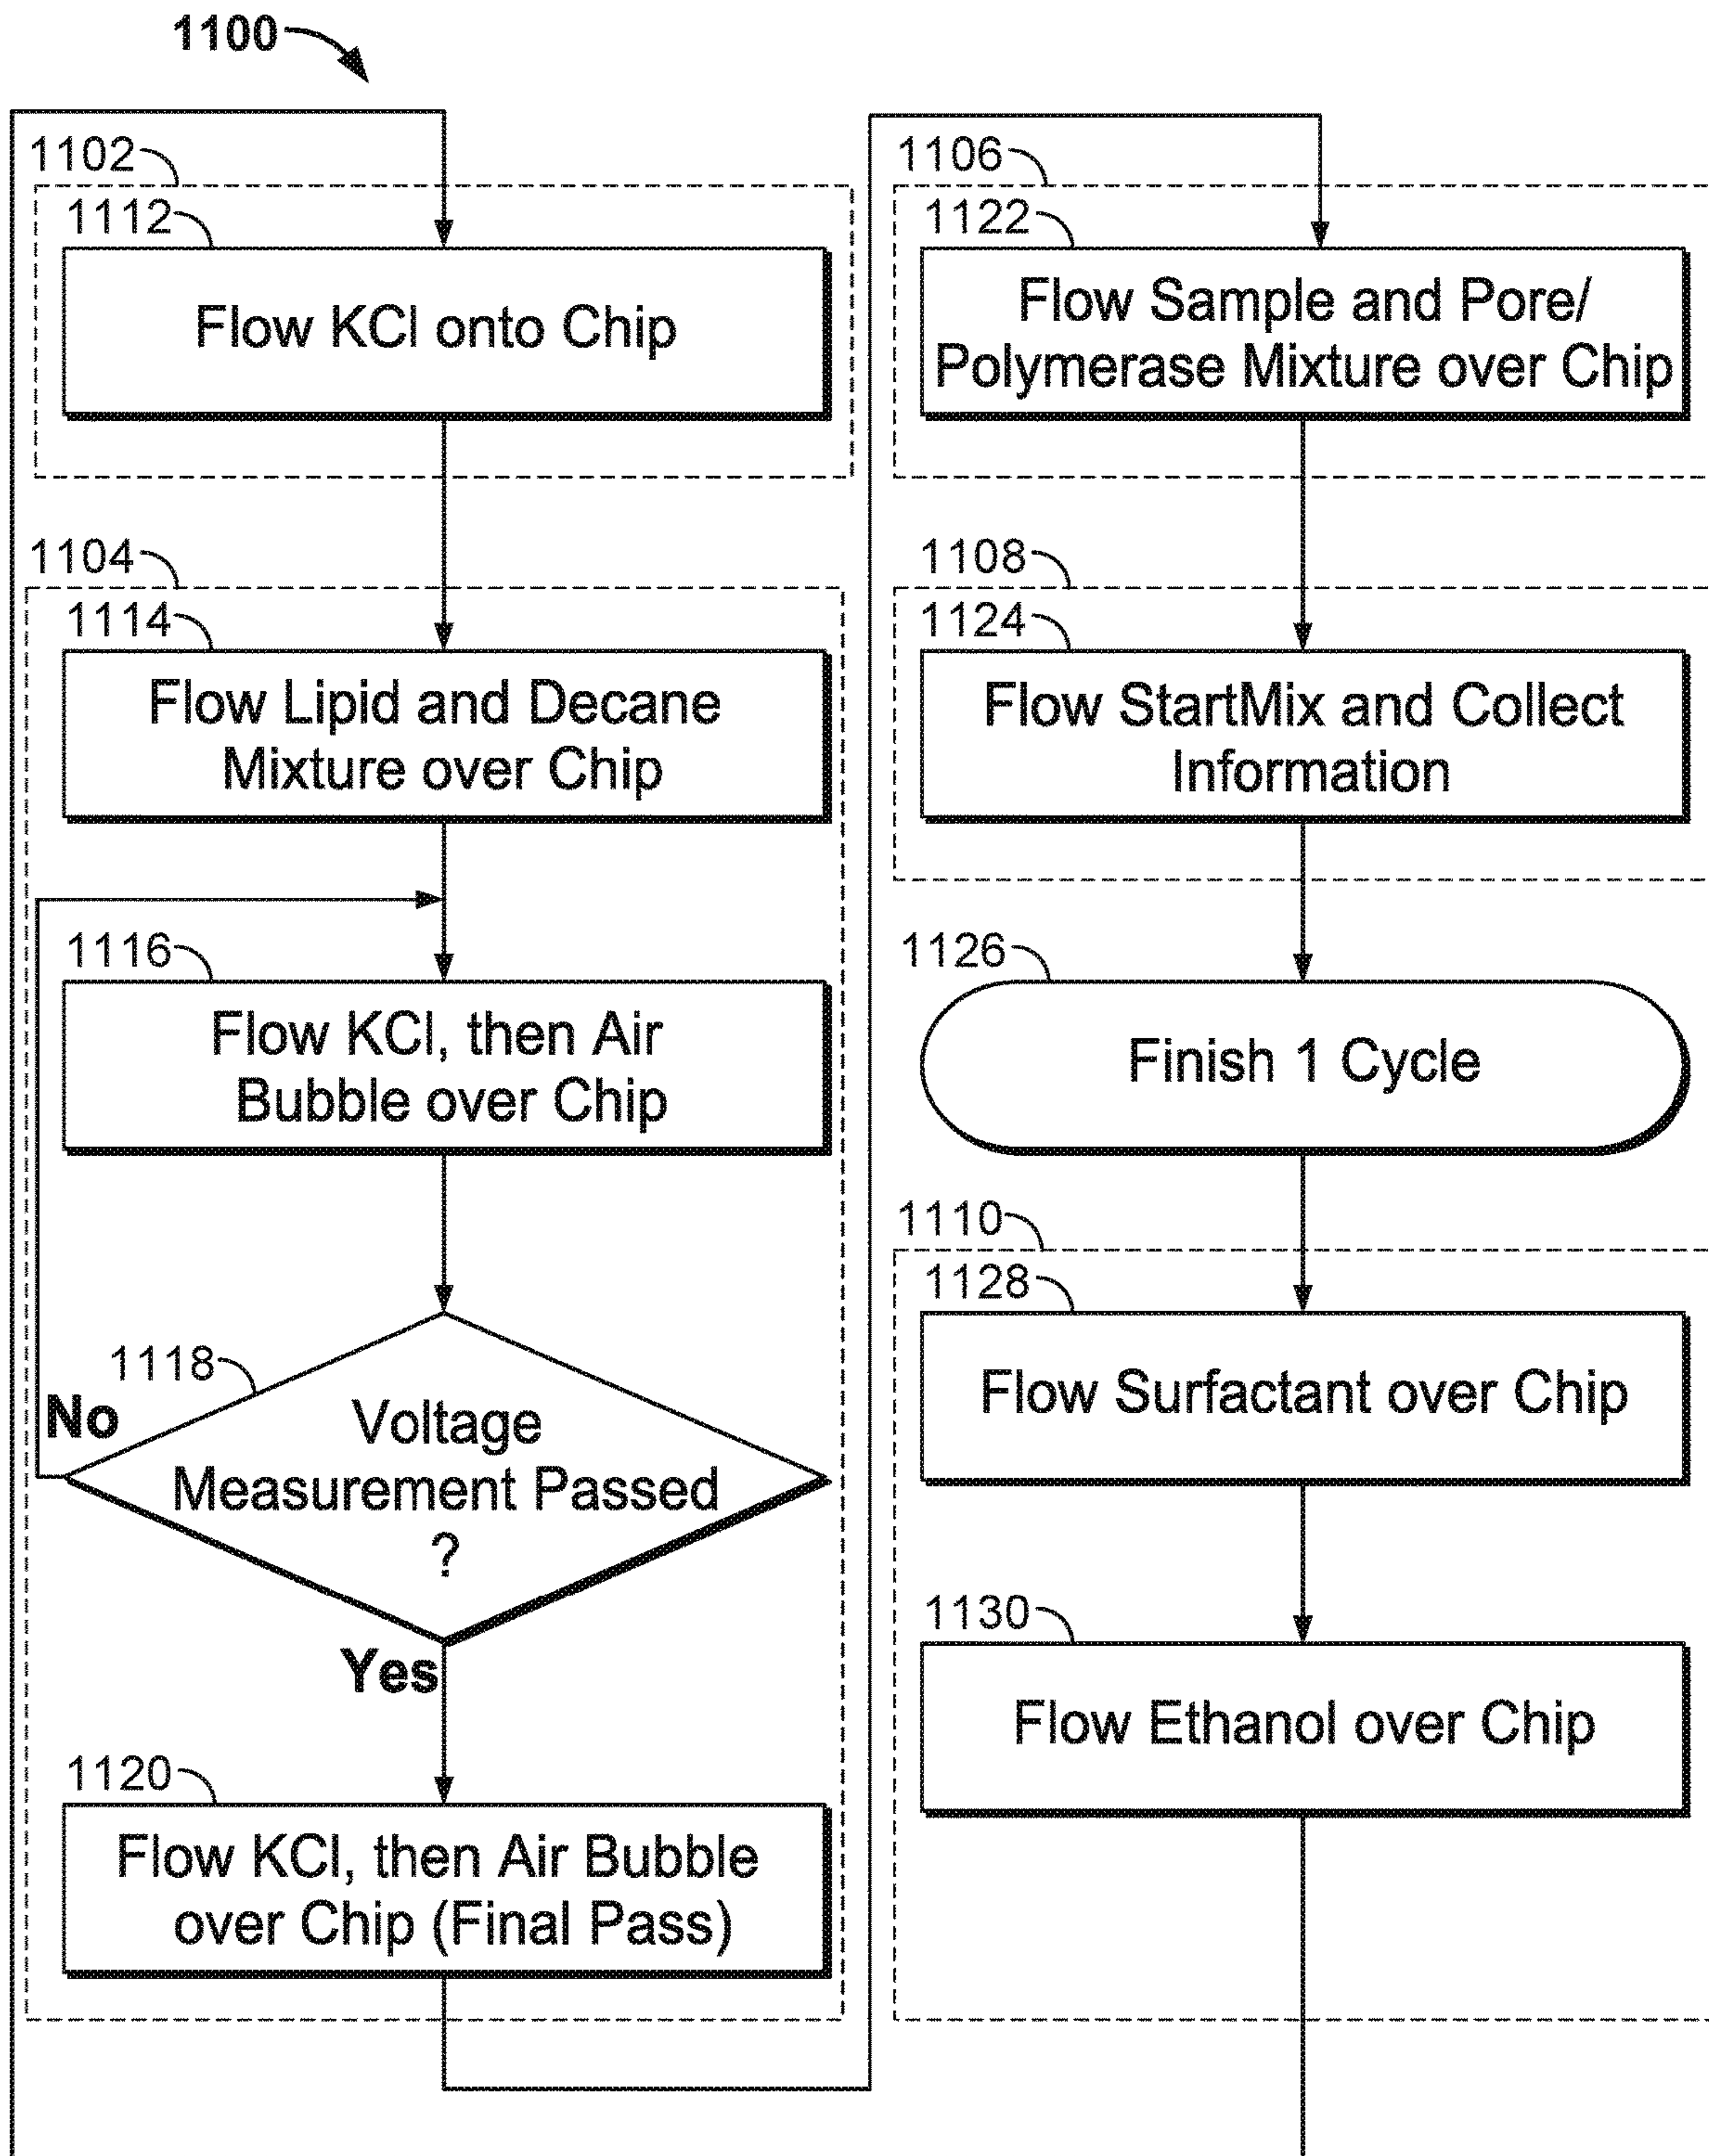 1100
1102
1112
Flow KCl onto Chip
1104
1114
Flow Lipid and Decane
Mixture over Chip
1116
Flow KCl, then Air
Bubble over Chip
1118
No
Voltage
Measurement Passed
?
Yes
1120
Flow KCl, then Air Bubble
over Chip (Final Pass)
1106
1122
Flow Sample and Pore/
Polymerase Mixture over Chip
1108
1124
Flow StartMix and Collect
Information
1126
Finish 1 Cycle
1110
1128
Flow Surfactant over Chip
1130
Flow Ethanol over Chip